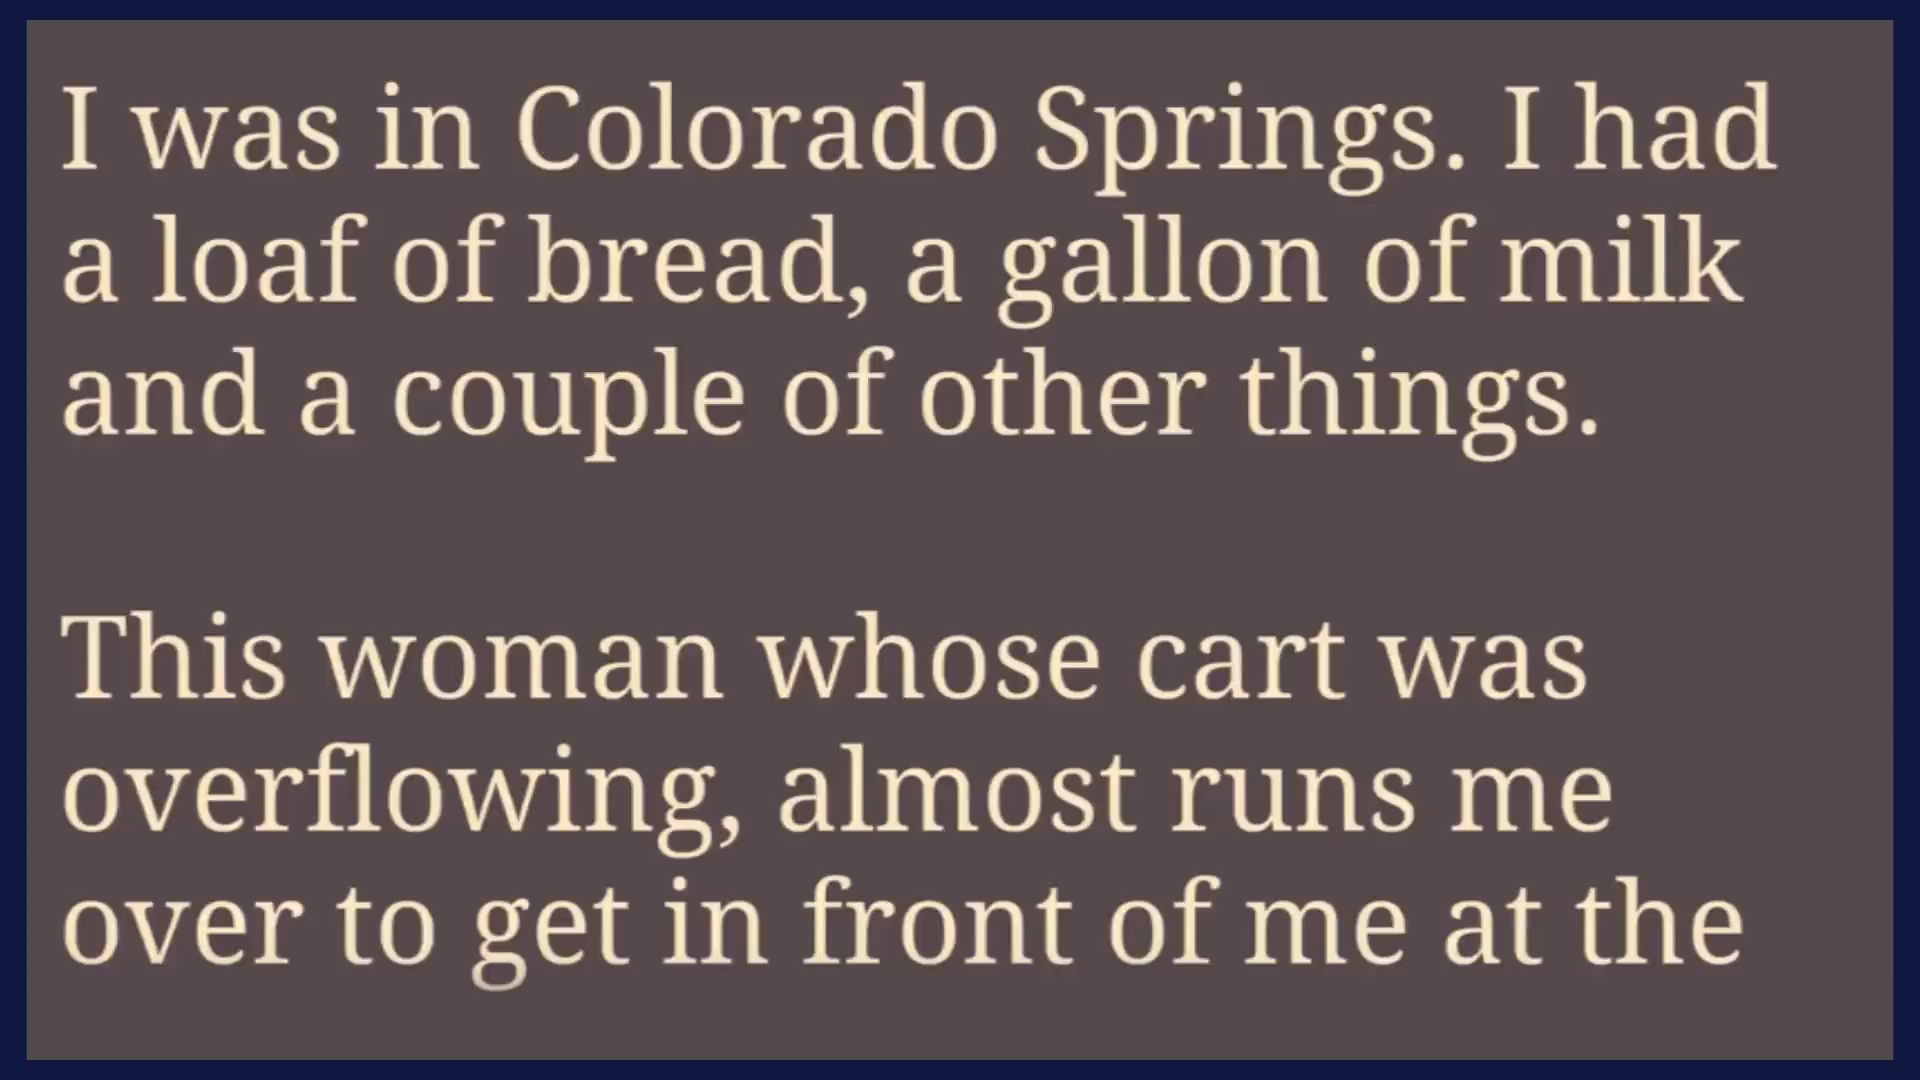 I was in Colorado Springs. I had
a loaf of bread, a gallon of milk
and a couple of other things.
This woman whose cart was
overflowing, almost runs me
over to get in front of me at the